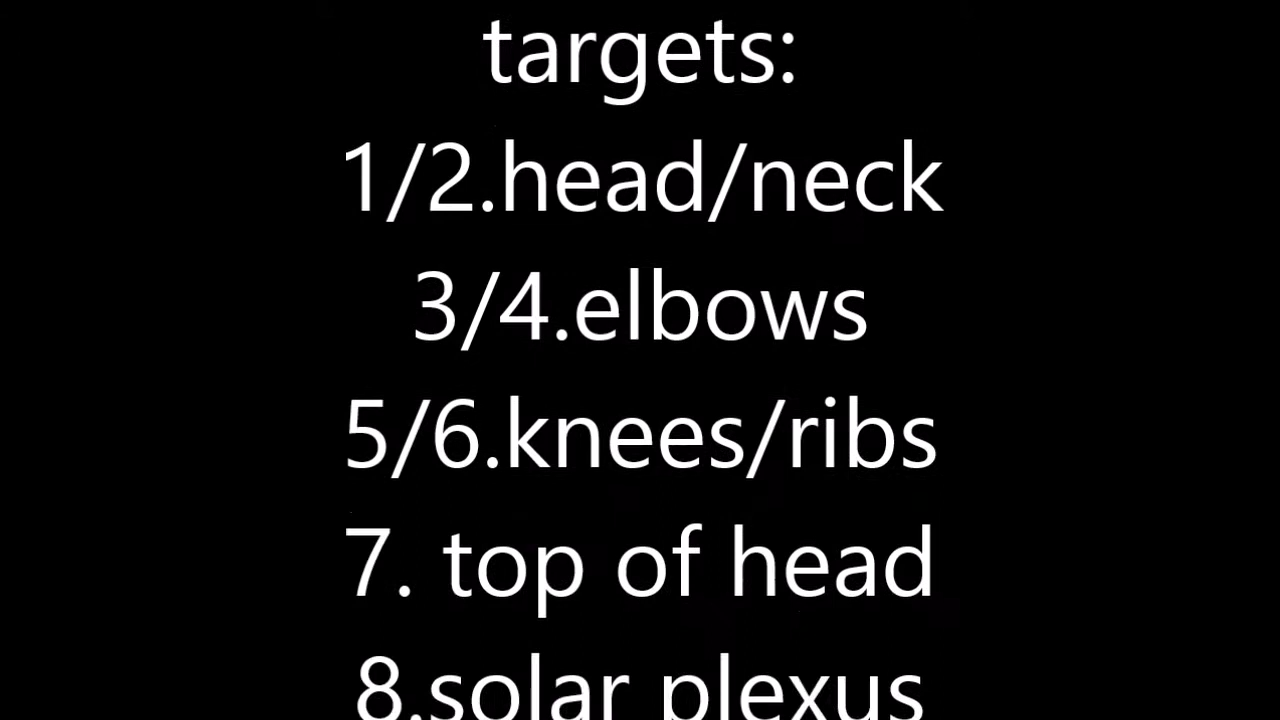 targets:
1/2.head/neck
3/4.elbows
5/6.knees/ribs
7. top of head
8.solar plexus